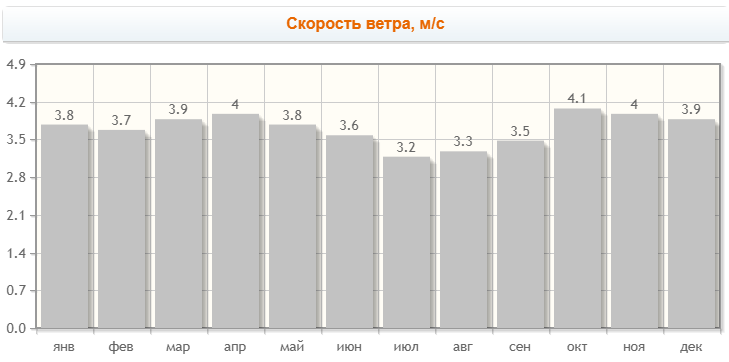 Скорость ветра, м/с
4.9
4.2
3.5
2.8
2.1
1.4
0.7
0.0
3.8 3.7 3.9 4 3.8 3.6 3.2 3.3 3.5 4.1 4 3.9
янв фев мар апр май июн июл авг сен окт ноя дек